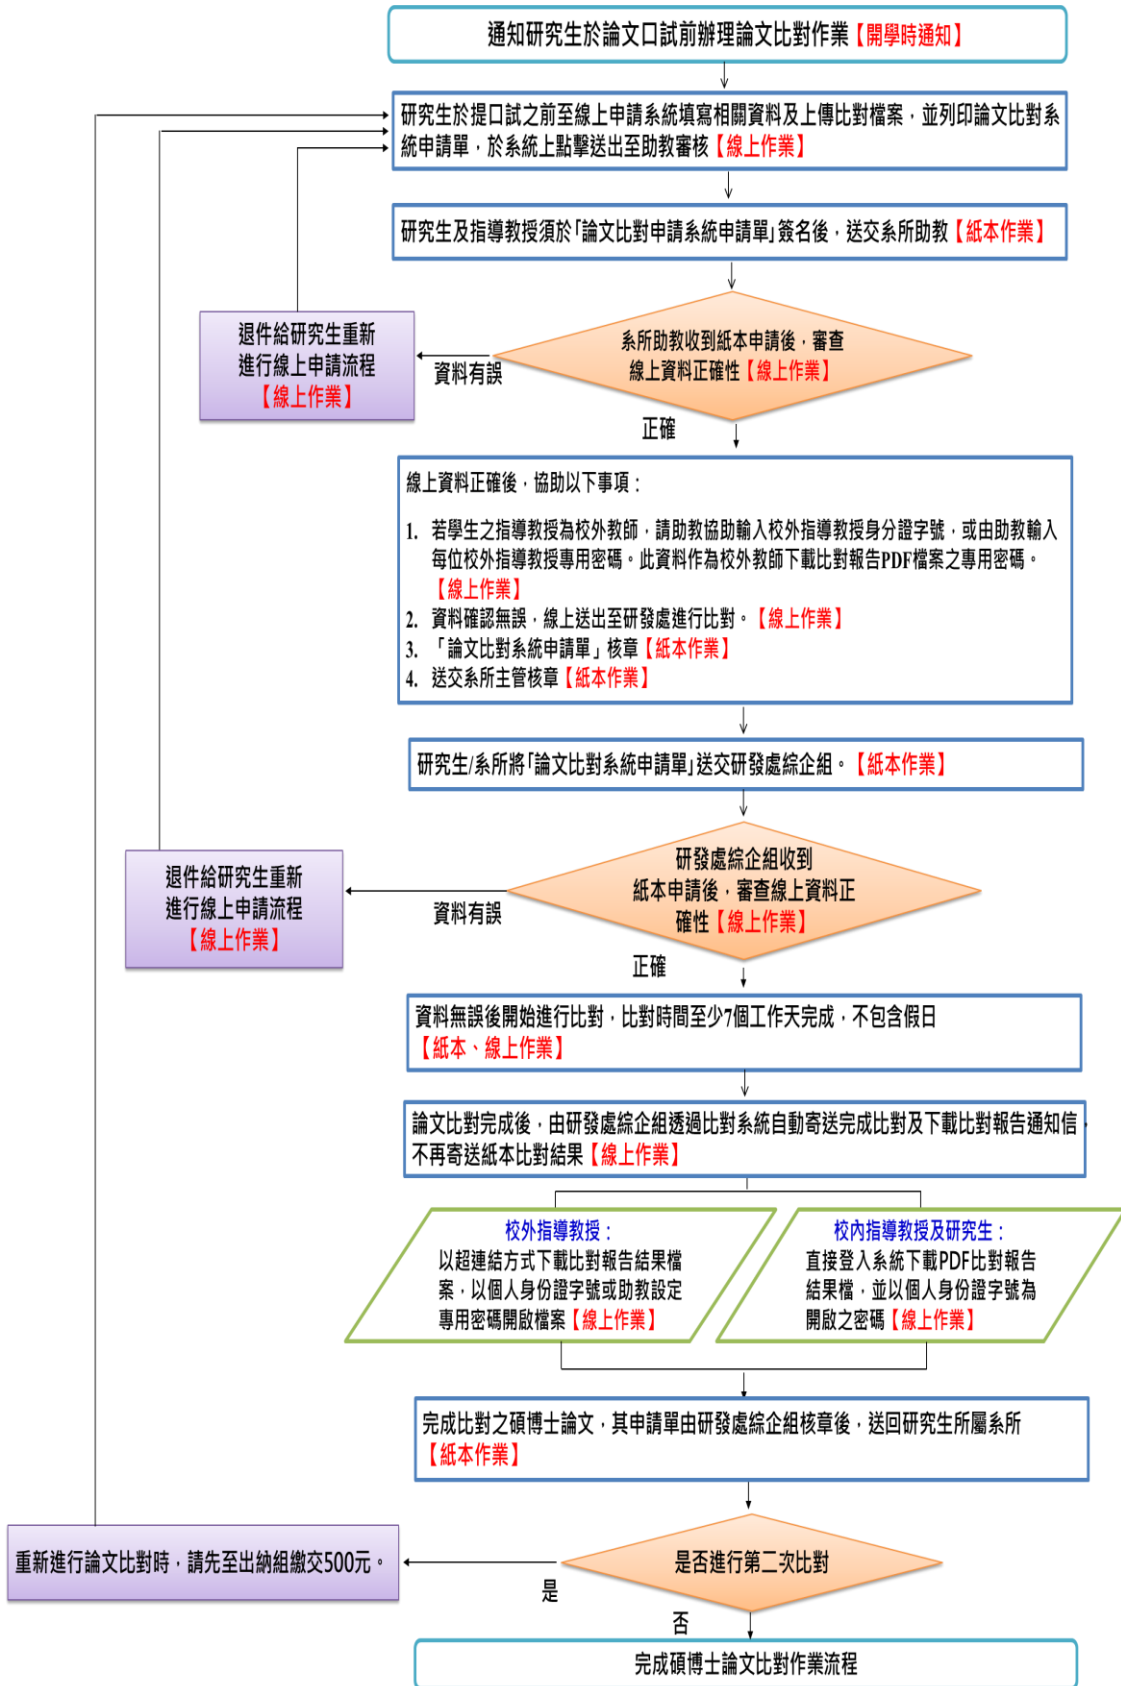 通知研究生於論文口試前辦理論文比對作業【開學時通知】
研究生於提口試之前至線上申請系統填寫相關資料及上傳比對檔案，並列印論文比對系
統申請單，於系統上點擊送出至助教審核【線上作業】
研究生及指導教授須於「論文比對申請系統申請單」簽名後，送交系所助教【紙本作業】
系所助教收到紙本申請後，審查
線上資料正確性【線上作業】
資料有誤
退件給研究生重新
進行線上申請流程
【線上作業】
正確
線上資料正確後，協助以下事項：
1. 若學生之指導教授為校外教師，請助教協助輸入校外指導教授身分證字號，或由助教輸入
每位校外指導教授專用密碼。此資料作為校外教師下載比對報告PDF檔案之專用密碼。
【線上作業】
2. 資料確認無誤，線上送出至研發處進行比對。【線上作業】
3. 「論文比對系統申請單」核章【紙本作業】
4. 送交系所主管核章【紙本作業】
研究生/系所將「論文比對系統申請單」送交研發處綜企組。【紙本作業】
研發處綜企組收到
紙本申請後，審查線上資料正
確性【線上作業】
資料有誤
退件給研究生重新
進行線上申請流程
【線上作業】
正確
資料無誤後開始進行比對，比對時間至少7個工作天完成，不包含假日
【紙本、線上作業】
論文比對完成後，由研發處綜企組透過比對系統自動寄送完成比對及下載比對報告通知信，
不再寄送紙本比對結果【線上作業】
校外指導教授：
以超連結方式下載比對報告結果檔
案，以個人身份證字號或助教設定
專用密碼開啟檔案【線上作業】
校內指導教授及研究生：
直接登入系統下載PDF比對報告
結果檔，並以個人身份證字號為
開啟之密碼【線上作業】
完成比對之碩博士論文，其申請單由研發處綜企組核章後，送回研究生所屬系所
【紙本作業】
是否進行第二次比對
是
重新進行論文比對時，請先至出納組繳交500元。
否
完成碩博士論文比對作業流程